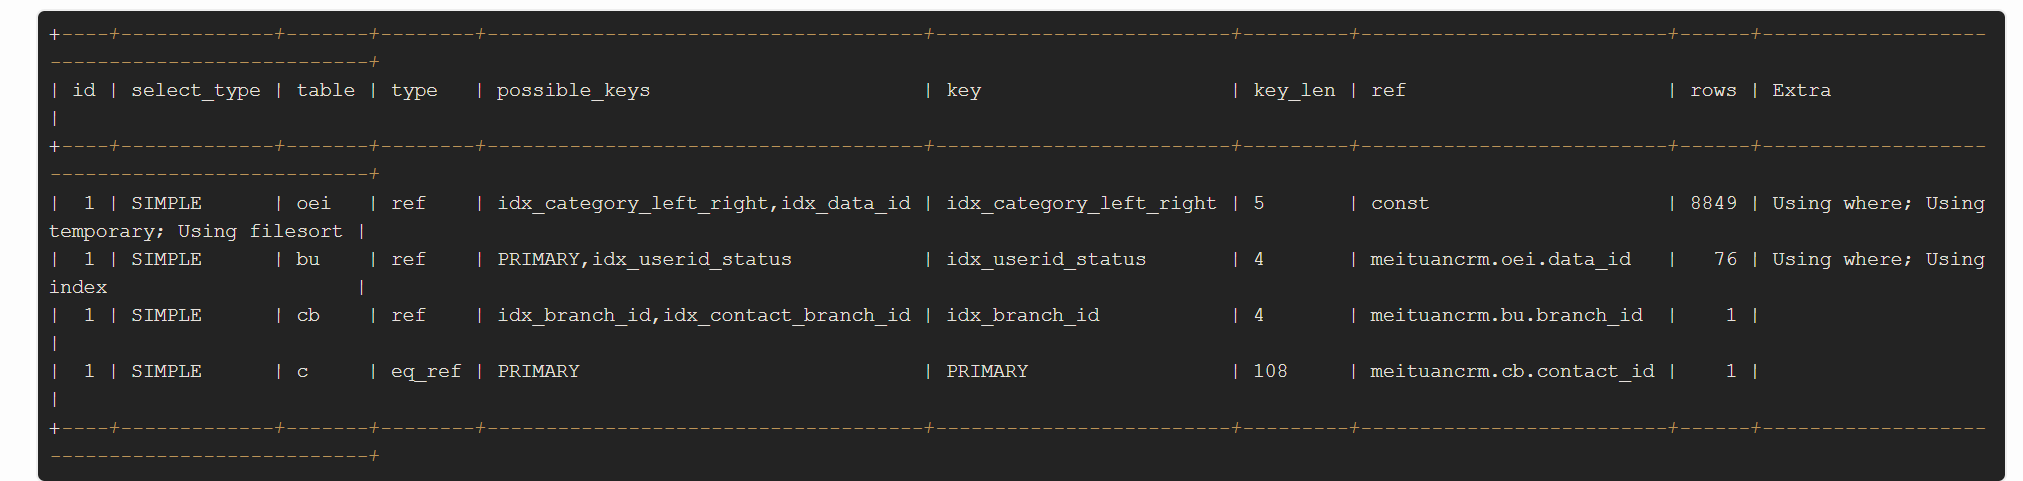 +----+-------------+-------+--------+-------------------------------------+-------------------------+---------+--------------------------+------+-------------------
---------------------------+
| id | select_type | table | type   | possible_keys                       | key                     | key_len | ref                      | rows | Extra
|
+----+-------------+-------+--------+-------------------------------------+-------------------------+---------+--------------------------+------+-------------------
---------------------------+
|  1 | SIMPLE      | oei   | ref    | idx_category_left_right,idx_data_id | idx_category_left_right | 5       | const                    | 8849 | Using where; Using
temporary; Using filesort |
|  1 | SIMPLE      | bu    | ref    | PRIMARY,idx_userid_status           | idx_userid_status       | 4       | meituancrm.oei.data_id   |   76 | Using where; Using
index                     |
|  1 | SIMPLE      | cb    | ref    | idx_branch_id,idx_contact_branch_id | idx_branch_id           | 4       | meituancrm.bu.branch_id  |    1 |
|
|  1 | SIMPLE      | c     | eq_ref | PRIMARY                             | PRIMARY                 | 108     | meituancrm.cb.contact_id |    1 |
|
+----+-------------+-------+--------+-------------------------------------+-------------------------+---------+--------------------------+------+-------------------
---------------------------+